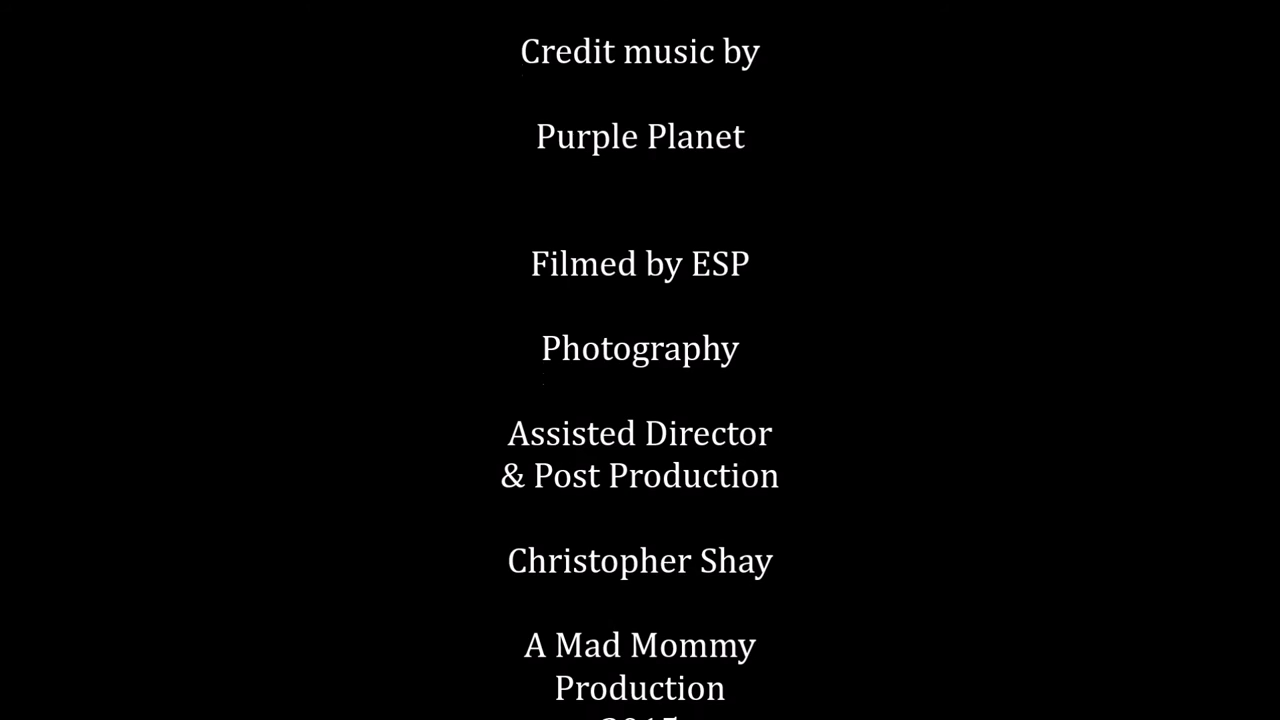 Credit music by
Purple Planet
Filmed by ESP
Photography
Assisted Director
& Post Production
Christopher Shay
A Mad Mommy
Production